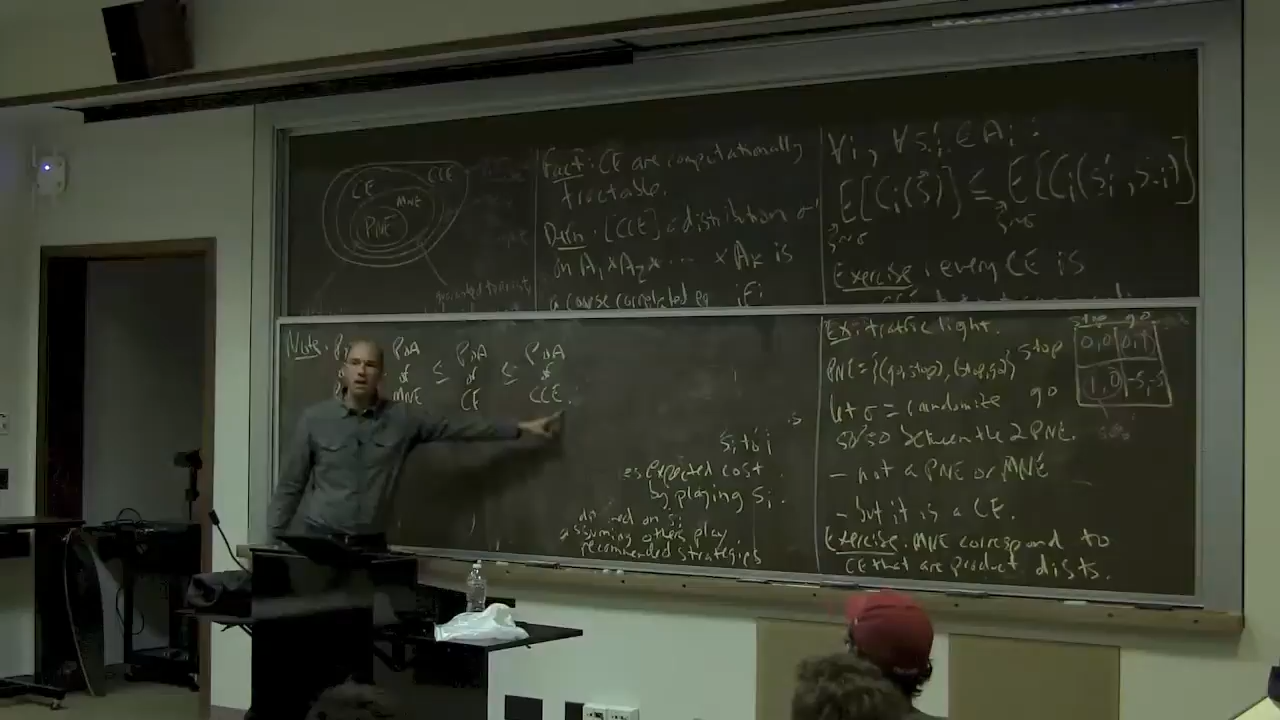 CE
CCE
MNE
PNE
Fact: CE are computationally
tractable.
Defn: [CCE] a distribution σ
on A1 × A2 × ... × Ak is
a coarse correlated eq. if:
∀i, ∀si' ∈ Ai:
E[Ci(s)] ≤ E[Ci(si', s-i)]
s~σ
s~σ
Exercise: every CE is
Note:
PoA
of
MNE
≤
PoA
of
CE
≤
PoA
of
CCE.
si to i
expected cost
by playing si.
on si
assuming others play
recommended strategies
Ex: traffic light.
PNE = {(go, stop), (stop, go)}
let σ = randomize
50/50 between the 2 PNE.
- not a PNE or MNE
- but it is a CE.
Exercise. MNE correspond to
CE that are product dists.
stop go
stop 0,0 0,1
go 1,0 -5,-5